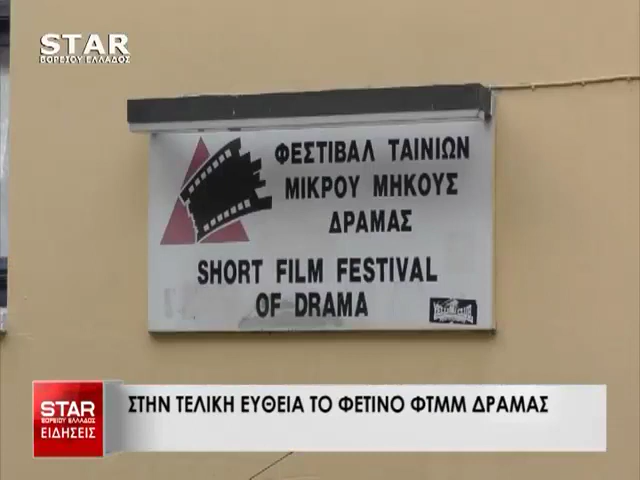 STAR
ΒΟΡΕΙΟΥ ΕΛΛΑΔΟΣ
ΦΕΣΤΙΒΑΛ ΤΑΙΝΙΩΝ
ΜΙΚΡΟΥ ΜΗΚΟΥΣ
ΔΡΑΜΑΣ
SHORT FILM FESTIVAL
OF DRAMA
STAR
ΒΟΡΕΙΟΥ ΕΛΛΑΔΟΣ
ΕΙΔΗΣΕΙΣ
ΣΤΗΝ ΤΕΛΙΚΗ ΕΥΘΕΙΑ ΤΟ ΦΕΤΙΝΟ ΦΤΜΜ ΔΡΑΜΑΣ